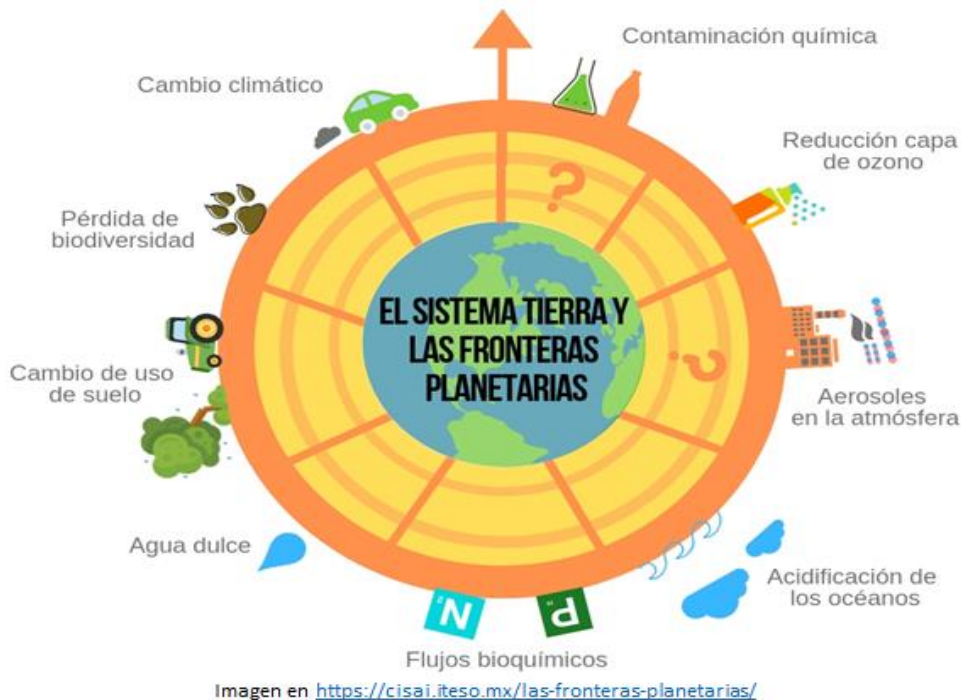 Contaminación química
Cambio climático
Reducción capa
de ozono
Pérdida de
biodiversidad
?
EL SISTEMA TIERRA Y
LAS FRONTERAS
PLANETARIAS
?
Cambio de uso
de suelo
Aerosoles
en la atmósfera
Agua dulce
Acidificación de
los océanos
N
P
Flujos bioquímicos
Imagen en https://cisai.iteso.mx/las-fronteras-planetarias/